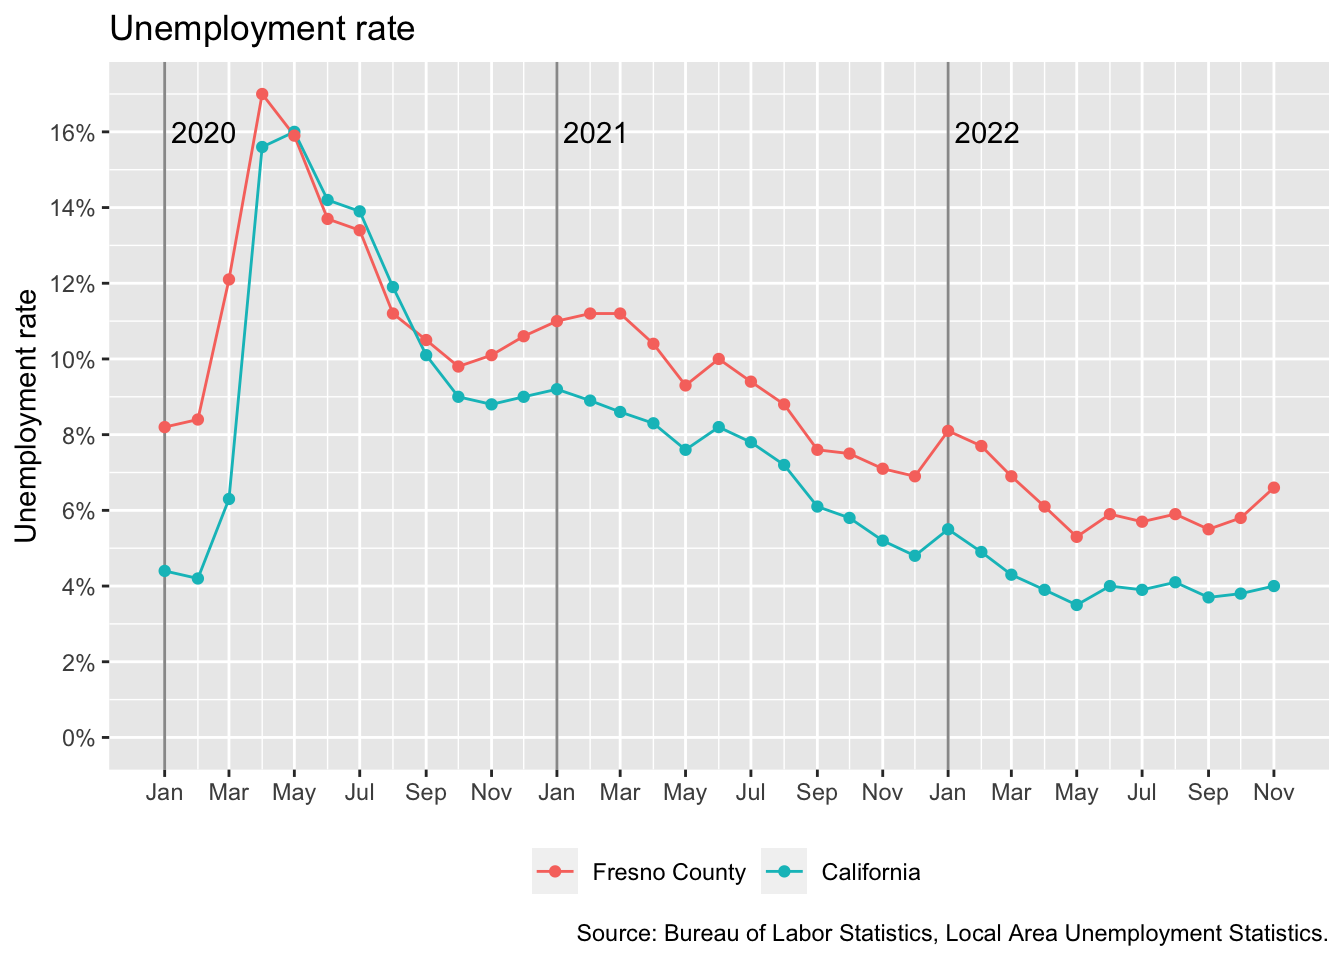 Unemployment rate
2020 2021 2022
Unemployment rate
16%
14%
12%
10%
8%
6%
4%
2%
0%
Jan Mar May Jul Sep Nov Jan Mar May Jul Sep Nov Jan Mar May Jul Sep Nov
Fresno County California
Source: Bureau of Labor Statistics, Local Area Unemployment Statistics.